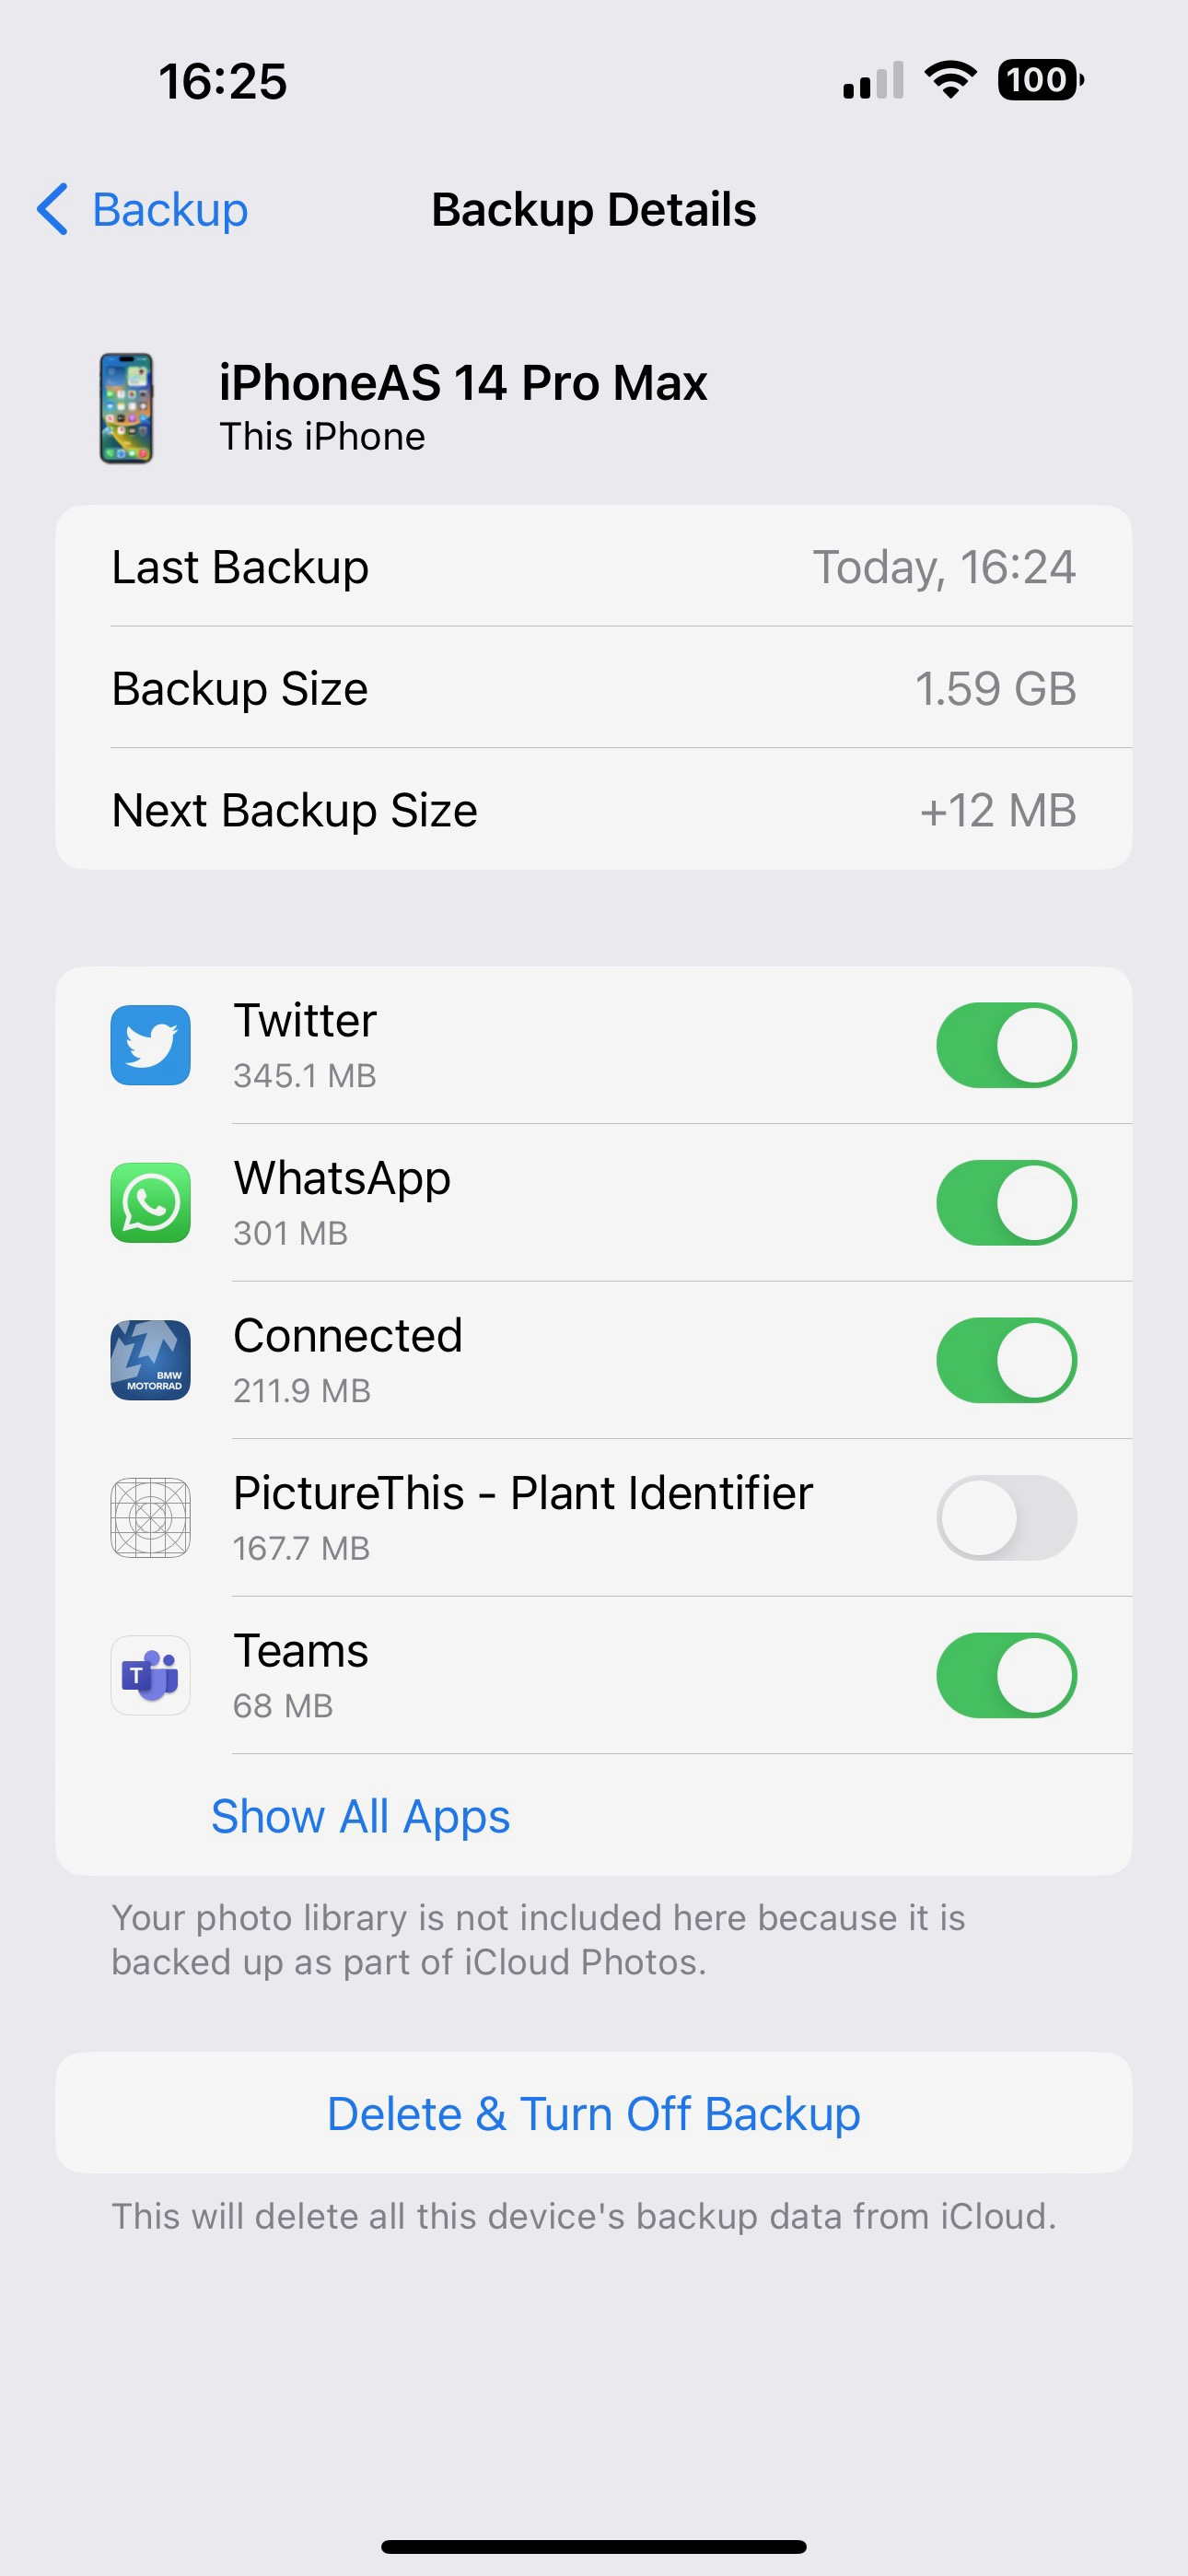 16:25
100
Backup
Backup Details
iPhoneAS 14 Pro Max
This iPhone
Last Backup Today, 16:24
Backup Size 1.59 GB
Next Backup Size +12 MB
Twitter
345.1 MB
WhatsApp
301 MB
BMW
MOTORRAD
Connected
211.9 MB
PictureThis - Plant Identifier
167.7 MB
T
Teams
68 MB
Show All Apps
Your photo library is not included here because it is
backed up as part of iCloud Photos.
Delete & Turn Off Backup
This will delete all this device's backup data from iCloud.